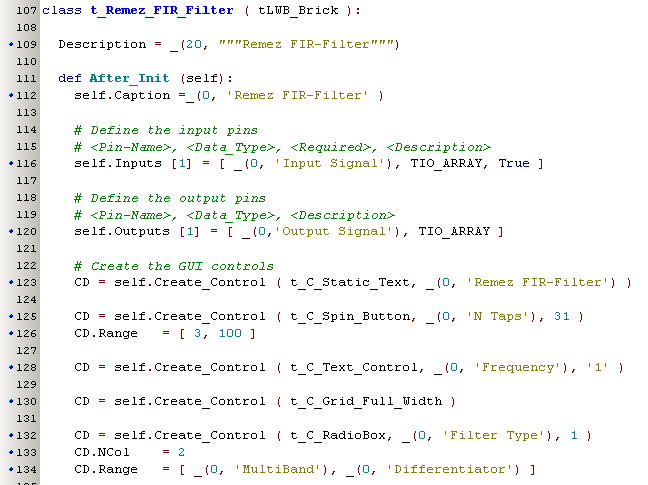 107 class t_Remez_FIR_Filter ( tLWB_Brick ):
108
109   Description = _(20, """Remez FIR-Filter""")
110
111   def After_Init (self):
112     self.Caption =_(0, 'Remez FIR-Filter' )
113
114     # Define the input pins
115     # <Pin-Name>, <Data_Type>, <Required>, <Description>
116     self.Inputs [1] = [ _(0, 'Input Signal'), TIO_ARRAY, True ]
117
118     # Define the output pins
119     # <Pin-Name>, <Data_Type>, <Description>
120     self.Outputs [1] = [ _(0,'Output Signal'), TIO_ARRAY ]
121
122     # Create the GUI controls
123     CD = self.Create_Control ( t_C_Static_Text, _(0, 'Remez FIR-Filter') )
124
125     CD = self.Create_Control ( t_C_Spin_Button, _(0, 'N Taps'), 31 )
126     CD.Range   = [ 3, 100 ]
127
128     CD = self.Create_Control ( t_C_Text_Control, _(0, 'Frequency'), '1' )
129
130     CD = self.Create_Control ( t_C_Grid_Full_Width )
131
132     CD = self.Create_Control ( t_C_RadioBox, _(0, 'Filter Type'), 1 )
133     CD.NCol    = 2
134     CD.Range   = [ _(0, 'MultiBand'), _(0, 'Differentiator') ]